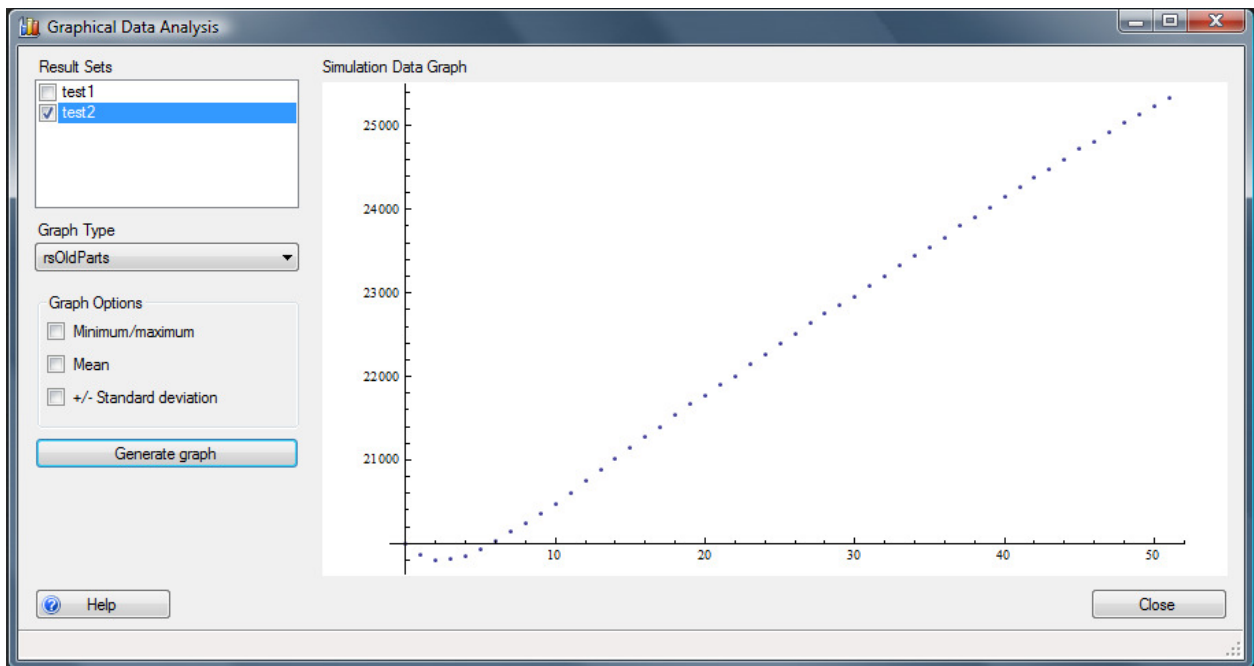 Graphical Data Analysis
Result Sets
test1
test2
Graph Type
rsOldParts
Graph Options
Minimum/maximum
Mean
+/- Standard deviation
Generate graph
Simulation Data Graph
25000
24000
23000
22000
21000
10 20 30 40 50
Help
Close